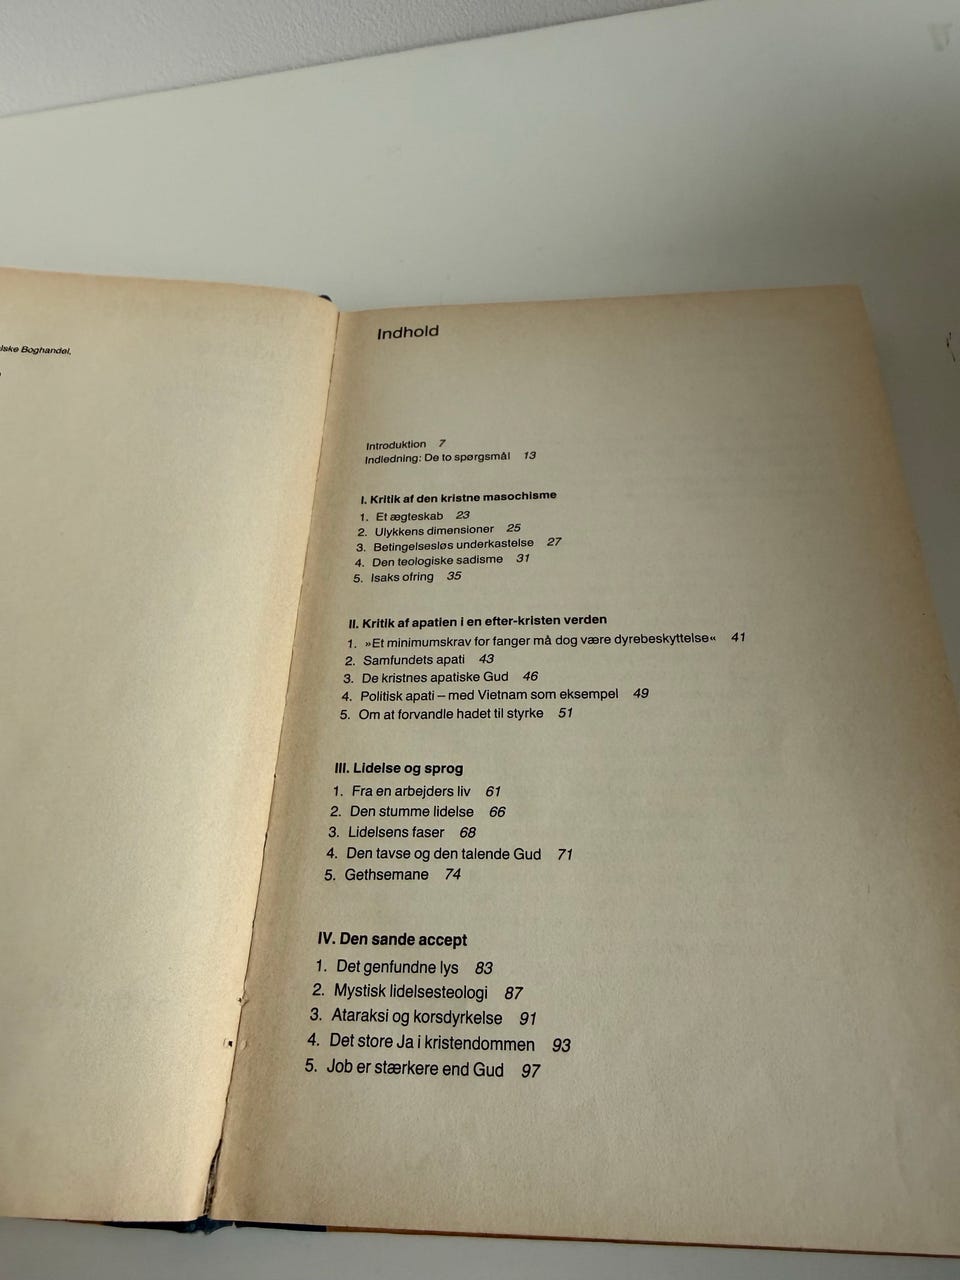 Boghandel,
Indhold
Introduktion 7
Indledning: De to spørgsmål 13
I. Kritik af den kristne masochisme
1. Et ægteskab 23
2. Ulykkens dimensioner 25
3. Betingelsesløs underkastelse 27
4. Den teologiske sadisme 31
5. Isaks ofring 35
II. Kritik af apatien i en efter-kristen verden
1. »Et minimumskrav for fanger må dog være dyrebeskyttelse« 41
2. Samfundets apati 43
3. De kristnes apatiske Gud 46
4. Politisk apati – med Vietnam som eksempel 49
5. Om at forvandle hadet til styrke 51
III. Lidelse og sprog
1. Fra en arbejders liv 61
2. Den stumme lidelse 66
3. Lidelsens faser 68
4. Den tavse og den talende Gud 71
5. Gethsemane 74
IV. Den sande accept
1. Det genfundne lys 83
2. Mystisk lidelsesteologi 87
3. Ataraksi og korsdyrkelse 91
4. Det store Ja i kristendommen 93
5. Job er stærkere end Gud 97